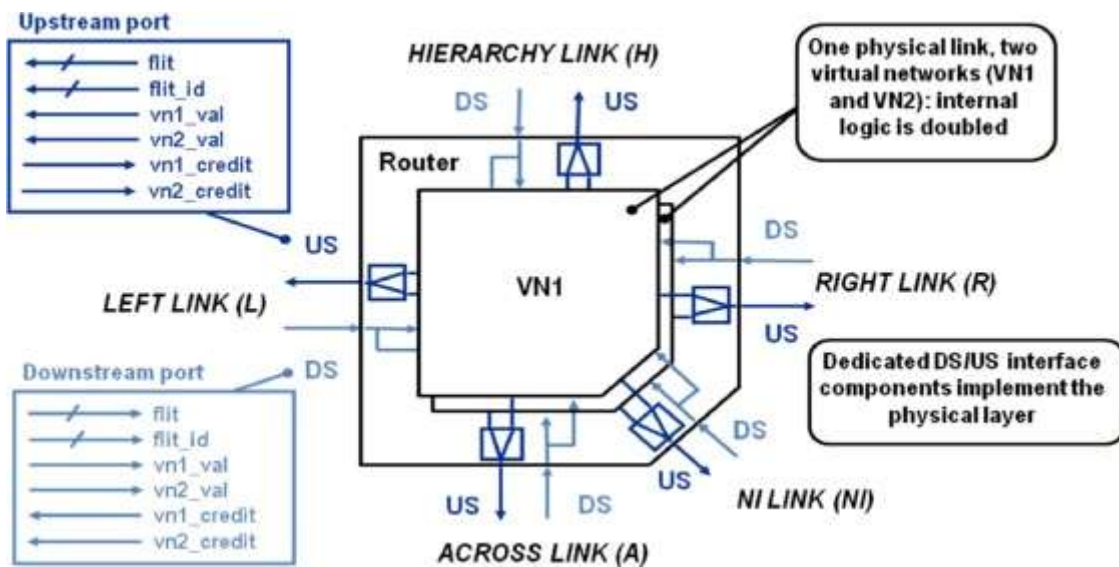 Upstream port
flit
flit_id
vn1_val
vn2_val
vn1_credit
vn2_credit
HIERARCHY LINK (H)
DS
US
One physical link, two
virtual networks (VN1
and VN2): internal
logic is doubled
Router
US
DS
LEFT LINK (L)
VN1
RIGHT LINK (R)
US
Downstream port
DS
flit
flit_id
vn1_val
vn2_val
vn1_credit
vn2_credit
Dedicated DS/US interface
components implement the
physical layer
DS
US
US
DS
NI LINK (NI)
ACROSS LINK (A)